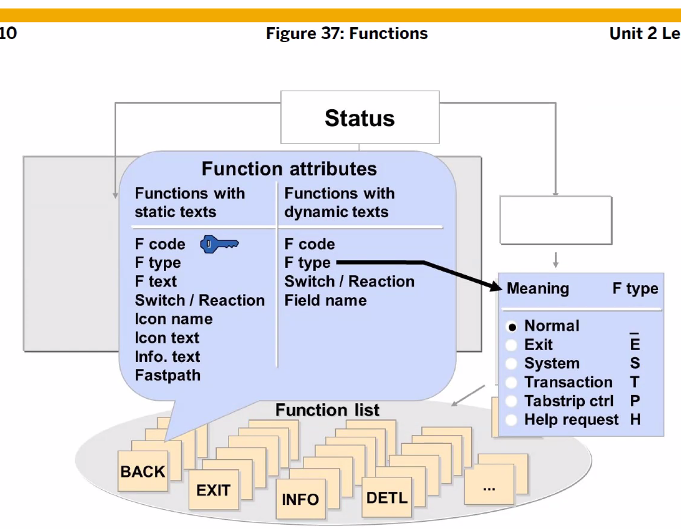 10
Figure 37: Functions
Unit 2 Le
Status
Function attributes
Functions with
static texts
Functions with
dynamic texts
F code
F type
F text
Switch / Reaction
Icon name
Icon text
Info. text
Fastpath
F code
F type
Switch / Reaction
Field name
Meaning F type
Normal _
Exit E
System S
Transaction T
Tabstrip ctrl P
Help request H
Function list
BACK
EXIT
INFO
DETL
...